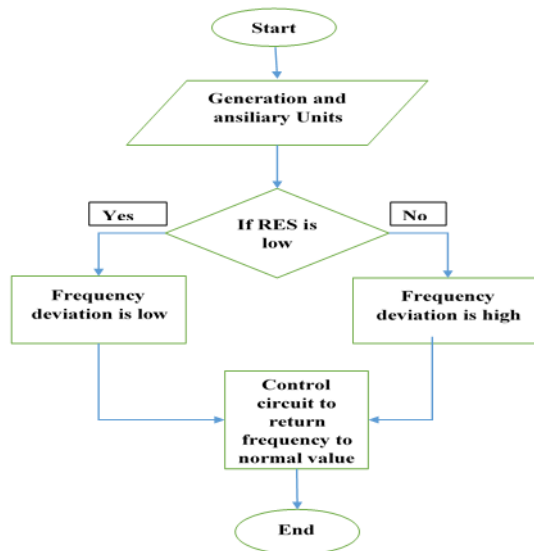 Start
Generation and
ansiliary Units
If RES is
low
Yes
No
Frequency
deviation is low
Frequency
deviation is high
Control
circuit to
return
frequency to
normal value
End